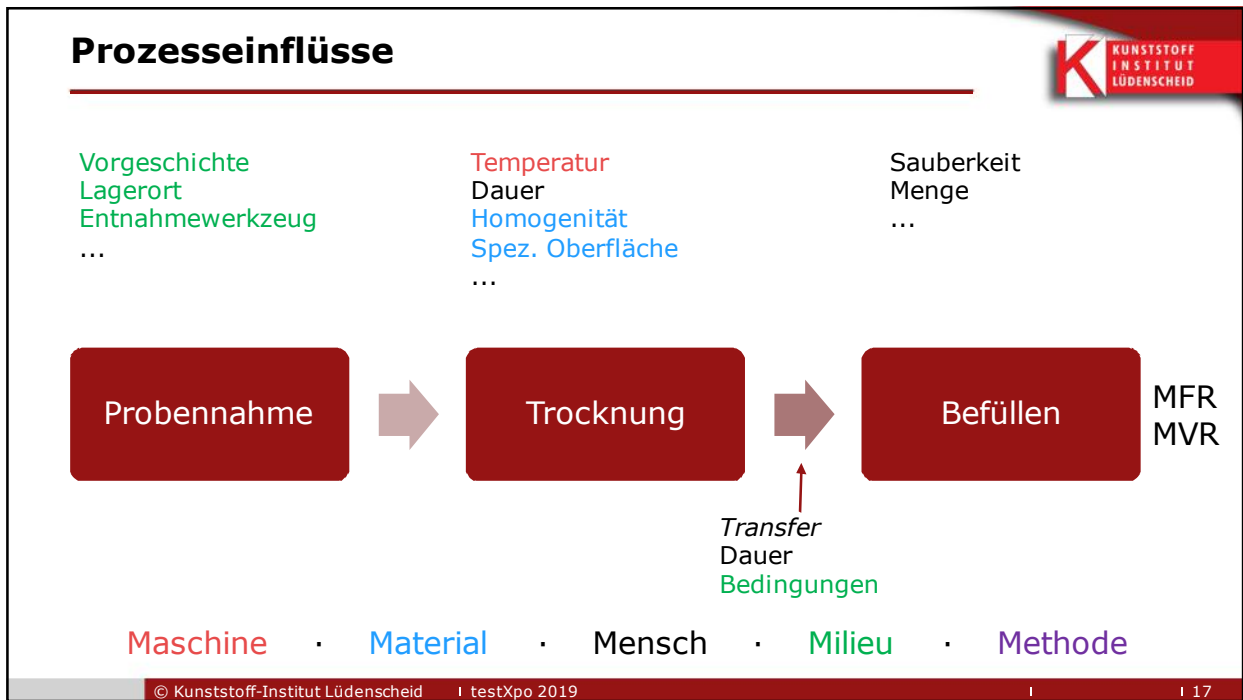 Prozesseinflüsse
KUNSTSTOFF
INSTITUT
LÜDENSCHEID
Vorgeschichte
Lagerort
Entnahmewerkzeug
...
Temperatur
Dauer
Homogenität
Spez. Oberfläche
...
Sauberkeit
Menge
...
Probennahme
Trocknung
Befüllen
MFR
MVR
Transfer
Dauer
Bedingungen
Maschine · Material · Mensch · Milieu · Methode
© Kunststoff-Institut Lüdenscheid I testXpo 2019 I I 17